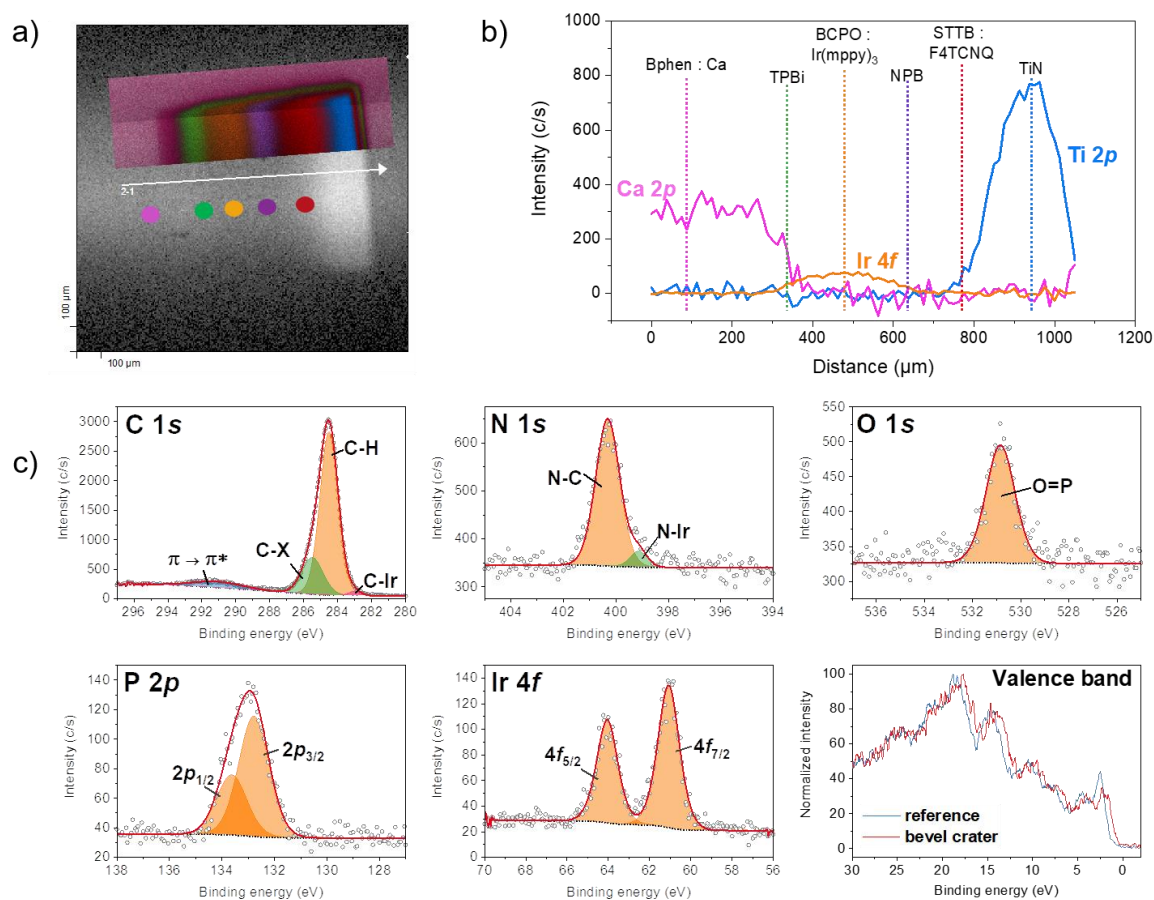 a)
2-1
100 µm
100 µm
b)
Intensity (c/s)
1000
800
600
400
200
0
0 200 400 600 800 1000 1200
Distance (µm)
Bphen : Ca
TPBi
BCPO :
Ir(mppy)₃
NPB
STTB :
F4TCNQ
TiN
Ca 2p
Ir 4f
Ti 2p
c)
C 1s
Intensity (c/s)
3000
2500
2000
1500
1000
500
0
C-H
C-X
π → π*
C-Ir
296 294 292 290 288 286 284 282 280
Binding energy (eV)
N 1s
Intensity (c/s)
600
500
400
300
N-C
N-Ir
404 402 400 398 396 394
Binding energy (eV)
O 1s
Intensity (c/s)
550
500
450
400
350
300
O=P
536 534 532 530 528 526
Binding energy (eV)
P 2p
Intensity (c/s)
160
140
120
100
80
60
40
20
2p1/2
2p3/2
138 136 134 132 130 128
Binding energy (eV)
Ir 4f
Intensity (c/s)
160
140
120
100
80
60
40
20
0
4f5/2
4f7/2
70 68 66 64 62 60 58 56
Binding energy (eV)
Valence band
Normalized intensity
100
80
60
40
20
0
reference
bevel crater
30 25 20 15 10 5 0
Binding energy (eV)